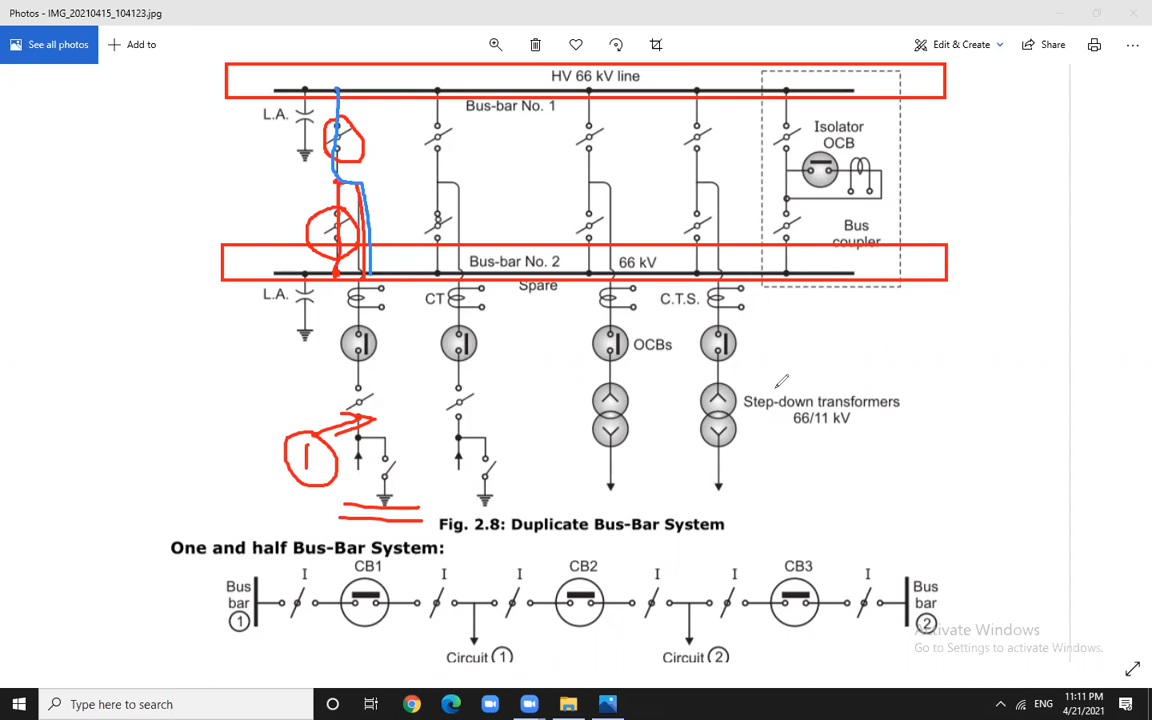 Photos - IMG_20210415_104123.jpg
See all photos
Add to
Edit & Create
Share
HV 66 kV line
Bus-bar No. 1
L.A.
Isolator
OCB
Bus
coupler
Bus-bar No. 2
66 kV
Spare
L.A.
CT
C.T.S.
OCBs
Step-down transformers
66/11 kV
1
Fig. 2.8: Duplicate Bus-Bar System
One and half Bus-Bar System:
CB1
CB2
CB3
I
I
I
I
I
I
Bus
bar
1
Bus
bar
2
Circuit 1
Circuit 2
Activate Windows
Go to Settings to activate Windows.
Type here to search
ENG
11:11 PM
4/21/2021